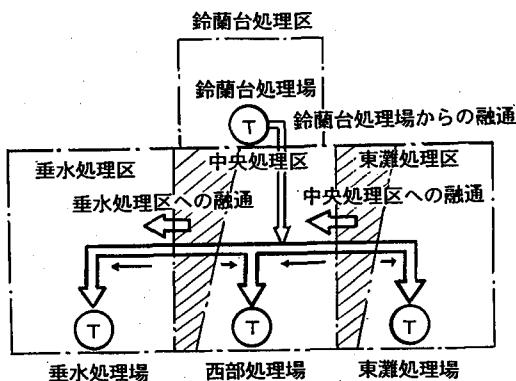 鈴蘭台処理区
鈴蘭台処理場
T
鈴蘭台処理場からの融通
垂水処理区
中央処理区
東灘処理区
垂水処理区への融通
中央処理区への融通
T
T
T
垂水処理場
西部処理場
東灘処理場